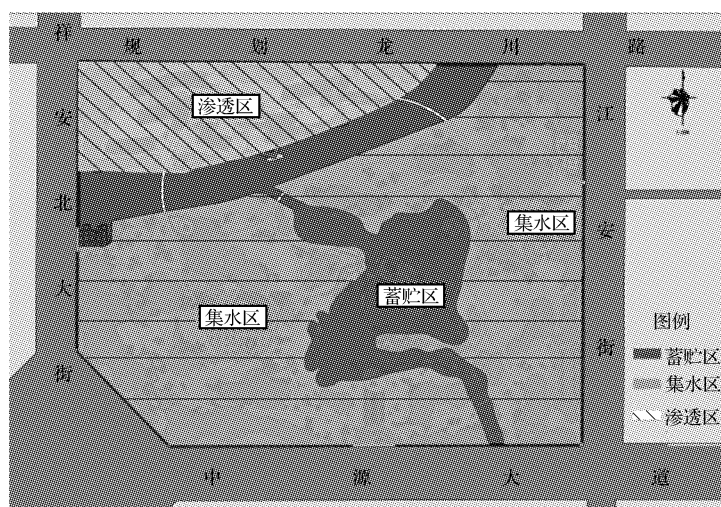 规划龙川路
祥安北大街
江安街
中源大道
渗透区
集水区
蓄贮区
集水区
图例
蓄贮区
集水区
渗透区